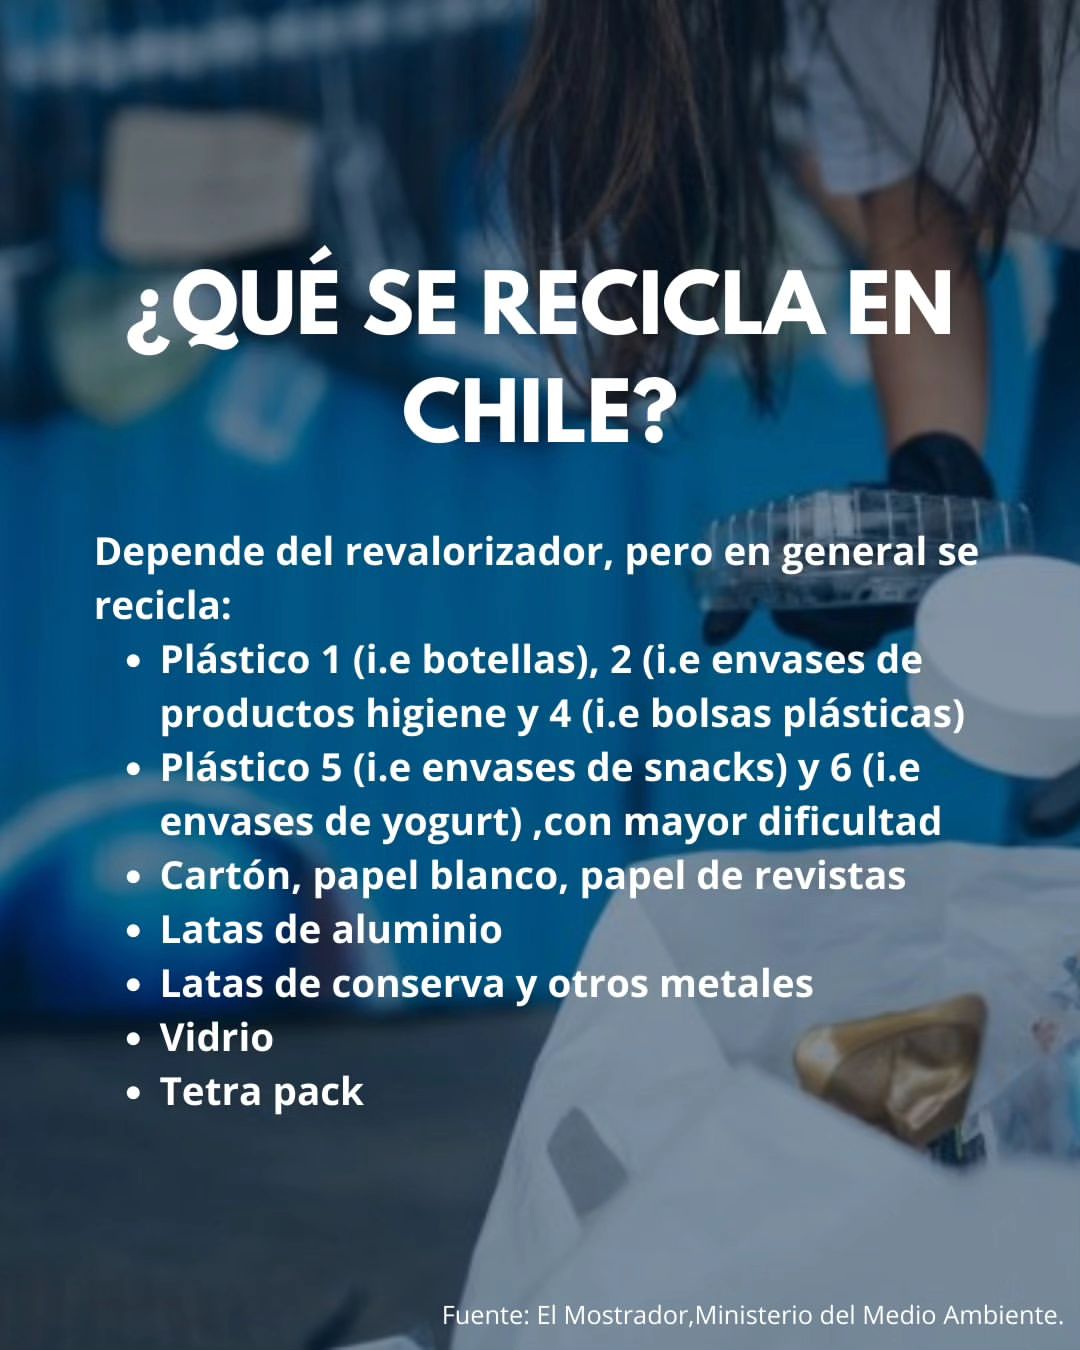 ¿QUÉ SE RECICLA EN
CHILE?
Depende del revalorizador, pero en general se
recicla:
• Plástico 1 (i.e botellas), 2 (i.e envases de
productos higiene y 4 (i.e bolsas plásticas)
• Plástico 5 (i.e envases de snacks) y 6 (i.e
envases de yogurt) ,con mayor dificultad
• Cartón, papel blanco, papel de revistas
• Latas de aluminio
• Latas de conserva y otros metales
• Vidrio
• Tetra pack
Fuente: El Mostrador,Ministerio del Medio Ambiente.